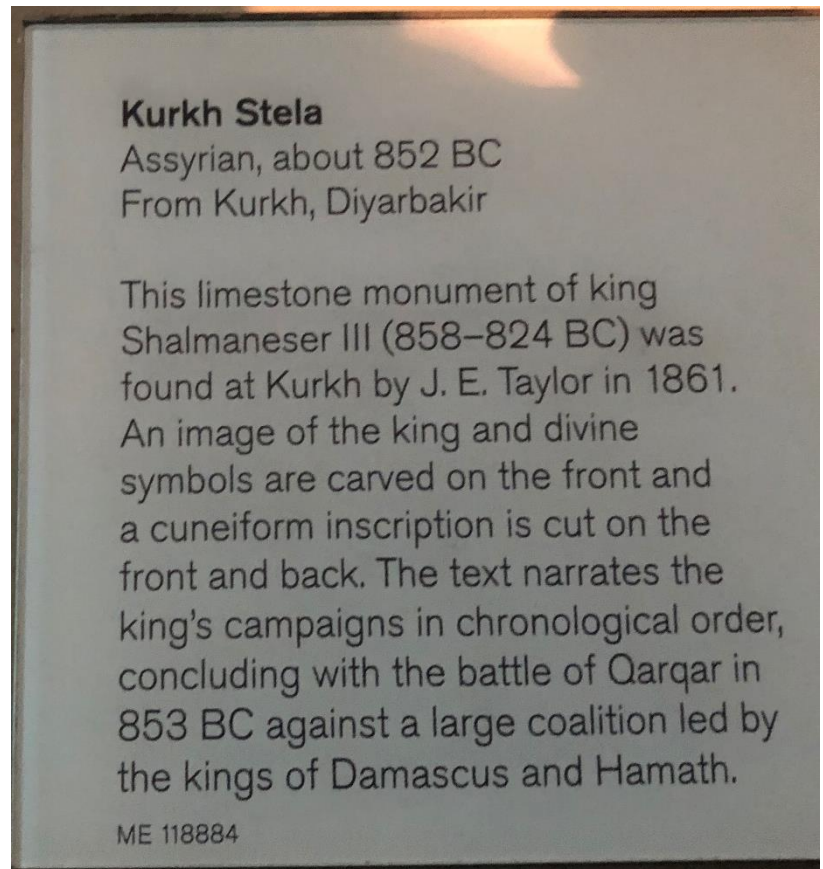 Kurkh Stela
Assyrian, about 852 BC
From Kurkh, Diyarbakir
This limestone monument of king
Shalmaneser III (858–824 BC) was
found at Kurkh by J. E. Taylor in 1861.
An image of the king and divine
symbols are carved on the front and
a cuneiform inscription is cut on the
front and back. The text narrates the
king's campaigns in chronological order,
concluding with the battle of Qarqar in
853 BC against a large coalition led by
the kings of Damascus and Hamath.
ME 118884